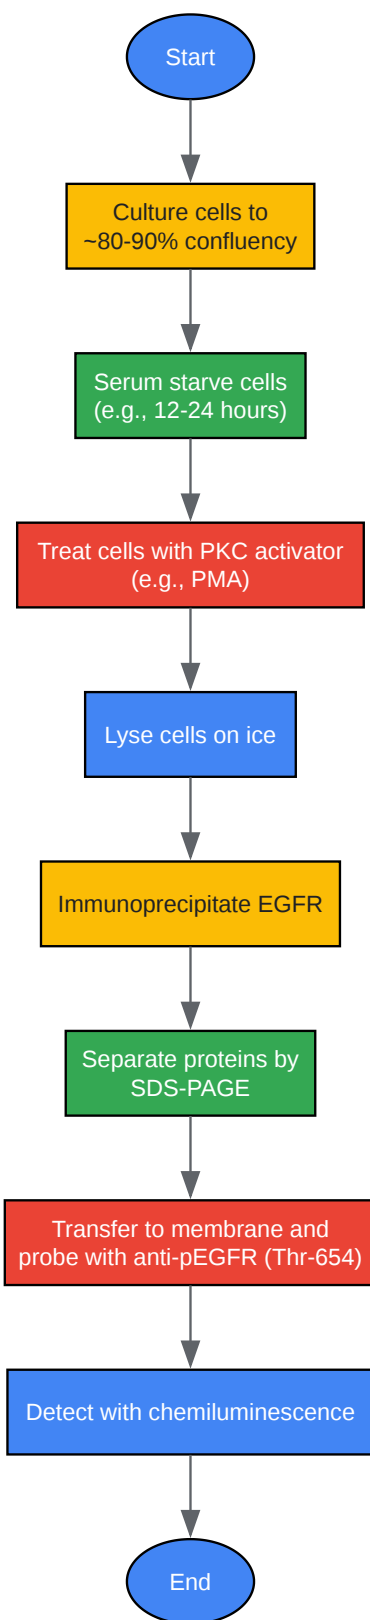 Start
Culture cells to
~80-90% confluency
Serum starve cells
(e.g., 12-24 hours)
Treat cells with PKC activator
(e.g., PMA)
Lyse cells on ice
Immunoprecipitate EGFR
Separate proteins by
SDS-PAGE
Transfer to membrane and
probe with anti-pEGFR (Thr-654)
Detect with chemiluminescence
End